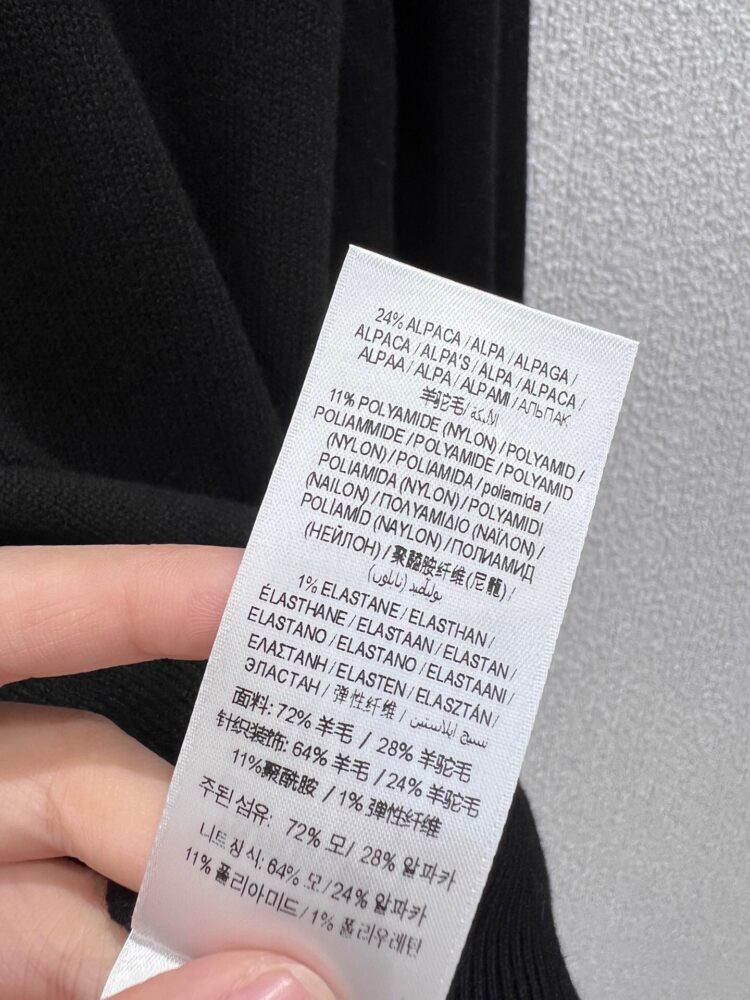 24% ALPACA / ALPA / ALPAGA /
ALPACA / ALPA'S / ALPA / ALPACA /
ALPAA / ALPA / ALPAMI / АЛЬПАК
羊驼毛 /
11% POLYAMIDE (NYLON) / POLYAMID /
POLIAMMIDE / POLYAMIDE / POLYAMID
(NYLON) / POLIAMIDA / poliamida /
POLIAMIDA (NYLON) / POLYAMIDI
(NAILON) / ΠΟΛΥΑΜΙΔΙΟ (ΝΑΪΛΟΝ) /
POLIAMID (NAYLON) / ПОЛИАМИД
(НЕЙЛОН) / 聚酰胺纤维(尼龍) /
1% ELASTANE / ELASTHAN /
ÉLASTHANE / ELASTAAN / ELASTAN /
ELASTANO / ELASTANO / ELASTAANI /
ΕΛΑΣΤΑΝΗ / ELASTEN / ELASZTÁN /
ЭЛАСТАН / 弹性纤维 /
面料: 72% 羊毛 / 28% 羊驼毛
针织装饰: 64% 羊毛 / 24% 羊驼毛
11%聚酰胺 / 1% 弹性纤维
주된 섬유: 72% 모/ 28% 알파카
니트 장식: 64% 모/ 24% 알파카
11% 폴리아미드/ 1% 폴리우레탄